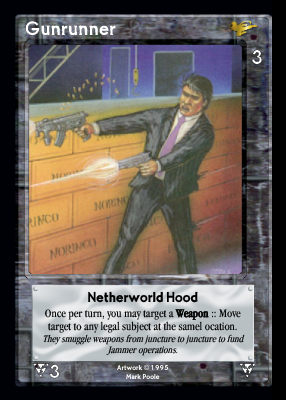 Gunrunner
3
NORINCO
NORINCO
NORINCO
Netherworld Hood
Once per turn, you may target a Weapon :: Move
target to any legal subject at the samel ocation.
They smuggle weapons from juncture to juncture to fund
Jammer operations.
3
Artwork © 1995
Mark Poole